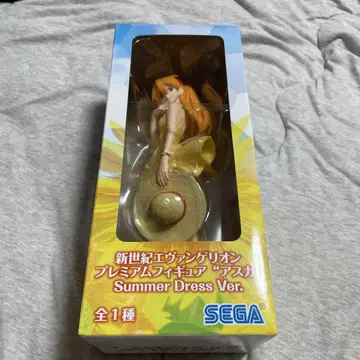 新世紀エヴァンゲリオン
プレミアムフィギュア“アスカ”
Summer Dress Ver.
全1種
SEGA